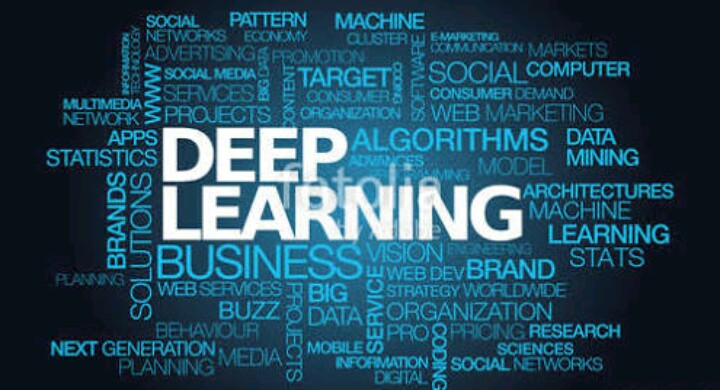 SOCIAL
NETWORKS
PATTERN
ECONOMY
MACHINE
CLUSTER
SOFTWARE
E-MARKETING
COMMUNICATION
MARKETS
INFORMATION
TECHNOLOGY
WWW
ADVERTISING
BIG DATA
PROMOTION
SOCIAL MEDIA
SERVICES
PROJECTS
CONTENT
TARGET
CONSUMER
ORGANIZATION
CODING
SOCIAL
COMPUTER
CONSUMER DEMAND
WEB MARKETING
MULTIMEDIA
NETWORK
APPS
STATISTICS
DEEP
LEARNING
ALGORITHMS
ADVANCES
MODEL
DATA
MINING
fotolia
by Adobe
ARCHITECTURES
MACHINE
LEARNING
STATS
BRANDS
SOLUTIONS
PLANNING
BUSINESS
VISION
ENGINEERING
WEB DEV
BRAND
WEB SERVICES
BUZZ
PROJECTS
BIG
DATA
SERVICE
STRATEGY
WORLDWIDE
ORGANIZATION
BEHAVIOUR
PRO
CODING
PRICING
RESEARCH
SCIENCES
NEXT GENERATION
PLANNING
MEDIA
MOBILE
INFORMATION
DIGITAL
SOCIAL NETWORKS